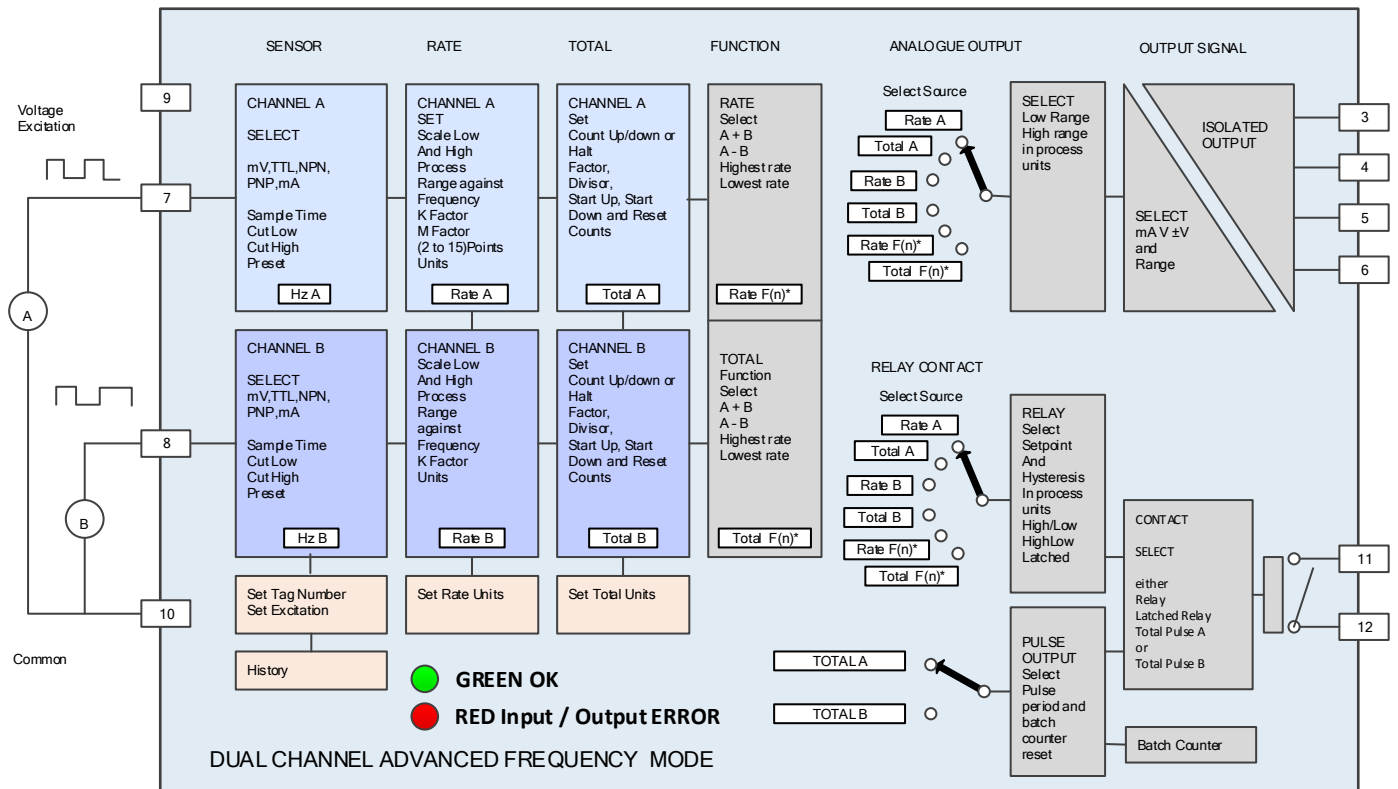 SENSOR
RATE
TOTAL
FUNCTION
ANALOGUE OUTPUT
OUTPUT SIGNAL
Voltage
Excitation
9
7
A
8
B
10
Common
CHANNEL A
SELECT
mV,TTL,NPN,
PNP,mA
Sample Time
Cut Low
Cut High
Preset
Hz A
CHANNEL A
SET
Scale Low
And High
Process
Range against
Frequency
K Factor
M Factor
(2 to 15)Points
Units
Rate A
CHANNEL A
Set
Count Up/down or
Halt
Factor,
Divisor,
Start Up, Start
Down and Reset
Counts
Total A
RATE
Select
A + B
A - B
Highest rate
Lowest rate
Rate F(n)*
Select Source
Rate A
Total A
Rate B
Total B
Rate F(n)*
Total F(n)*
SELECT
Low Range
High range
in process
units
SELECT
mA V ±V
and
Range
ISOLATED
OUTPUT
3
4
5
6
CHANNEL B
SELECT
mV,TTL,NPN,
PNP,mA
Sample Time
Cut Low
Cut High
Preset
Hz B
CHANNEL B
Scale Low
And High
Process
Range
against
Frequency
K Factor
Units
Rate B
CHANNEL B
Set
Count Up/down or
Halt
Factor,
Divisor,
Start Up, Start
Down and Reset
Counts
Total B
TOTAL
Function
Select
A + B
A - B
Highest rate
Lowest rate
Total F(n)*
RELAY CONTACT
Select Source
Rate A
Total A
Rate B
Total B
Rate F(n)*
Total F(n)*
RELAY
Select
Setpoint
And
Hysteresis
In process
units
High/Low
HighLow
Latched
CONTACT
SELECT
either
Relay
Latched Relay
Total Pulse A
or
Total Pulse B
11
12
Set Tag Number
Set Excitation
Set Rate Units
Set Total Units
History
GREEN OK
RED Input / Output ERROR
TOTAL A
TOTAL B
PULSE
OUTPUT
Select
Pulse
period and
batch
counter
reset
Batch Counter
DUAL CHANNEL ADVANCED FREQUENCY MODE